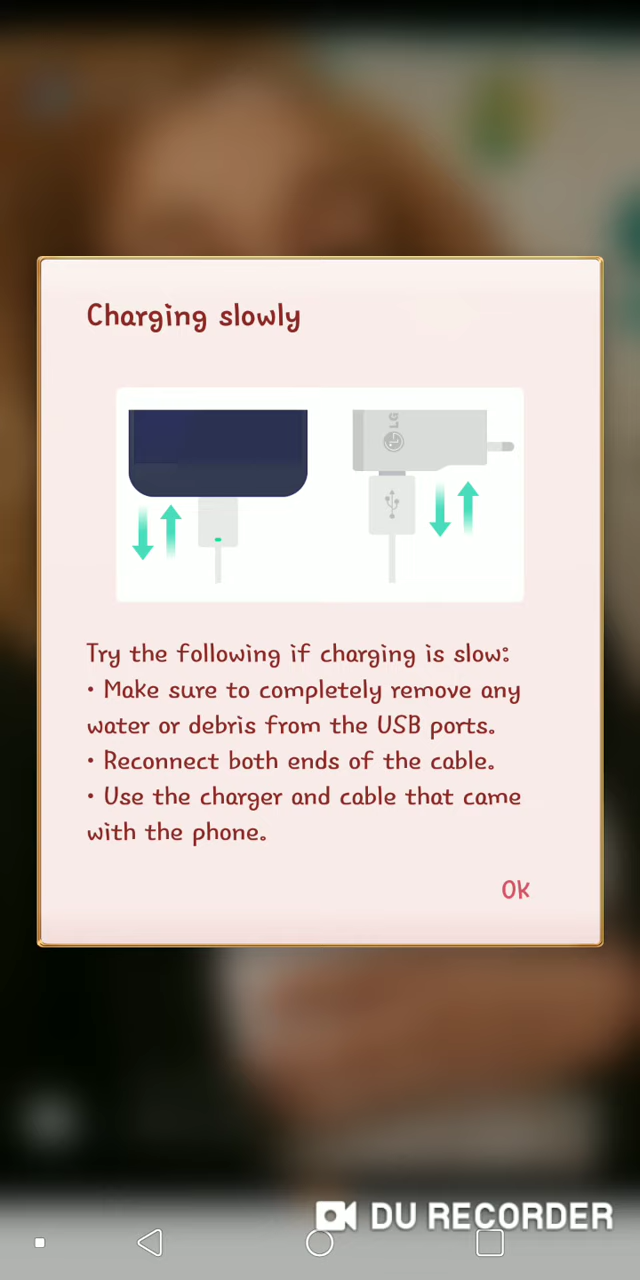 Charging slowly
LG
Try the following if charging is slow:
• Make sure to completely remove any
water or debris from the USB ports.
• Reconnect both ends of the cable.
• Use the charger and cable that came
with the phone.
OK
DU RECORDER